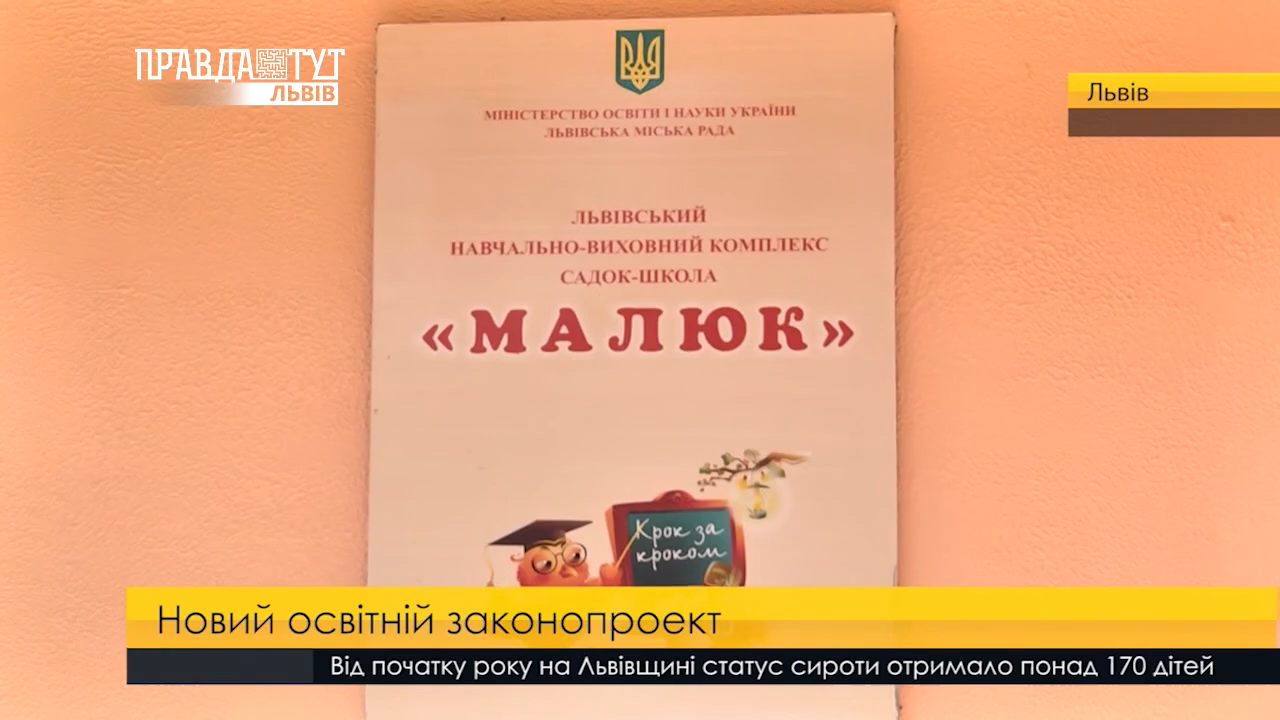 ПРАВДА ТУТ
ЛЬВІВ
Львів
МІНІСТЕРСТВО ОСВІТИ І НАУКИ УКРАЇНИ
ЛЬВІВСЬКА МІСЬКА РАДА
ЛЬВІВСЬКИЙ
НАВЧАЛЬНО-ВИХОВНИЙ КОМПЛЕКС
САДОК-ШКОЛА
«МАЛЮК»
Крок за
кроком
Новий освітній законопроект
Від початку року на Львівщині статус сироти отримало понад 170 дітей